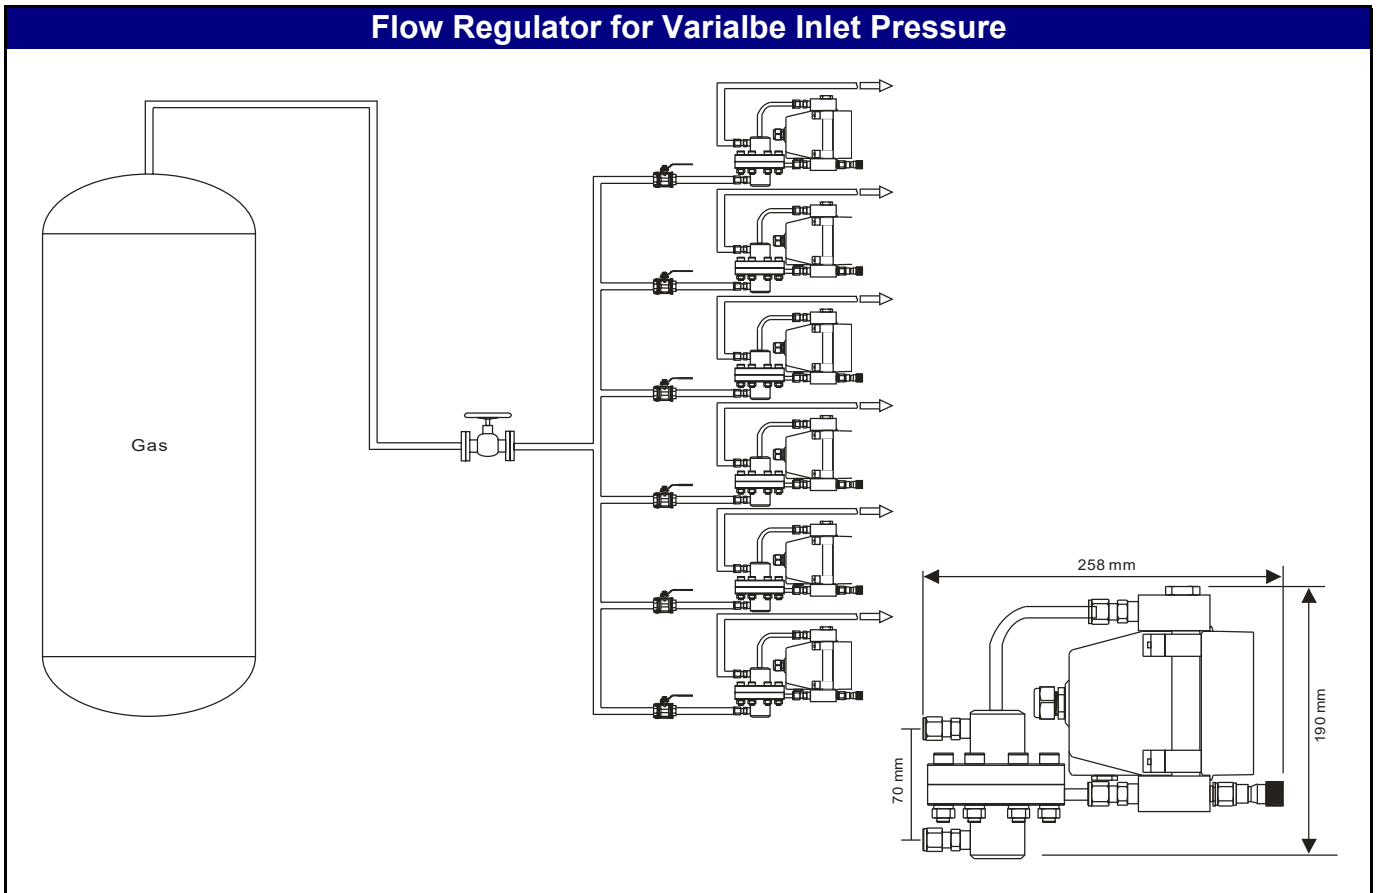 Flow Regulator for Varialbe Inlet Pressure
Gas
258 mm
190 mm
70 mm